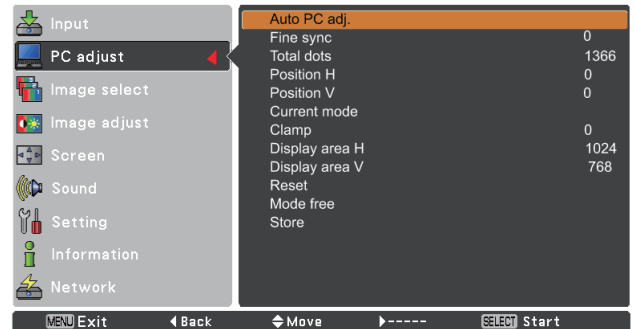 Input
PC adjust
Image select
Image adjust
Screen
Sound
Setting
Information
Network
Auto PC adj.
Fine sync 0
Total dots 1366
Position H 0
Position V 0
Current mode
Clamp 0
Display area H 1024
Display area V 768
Reset
Mode free
Store
MENU Exit Back Move ----- SELECT Start